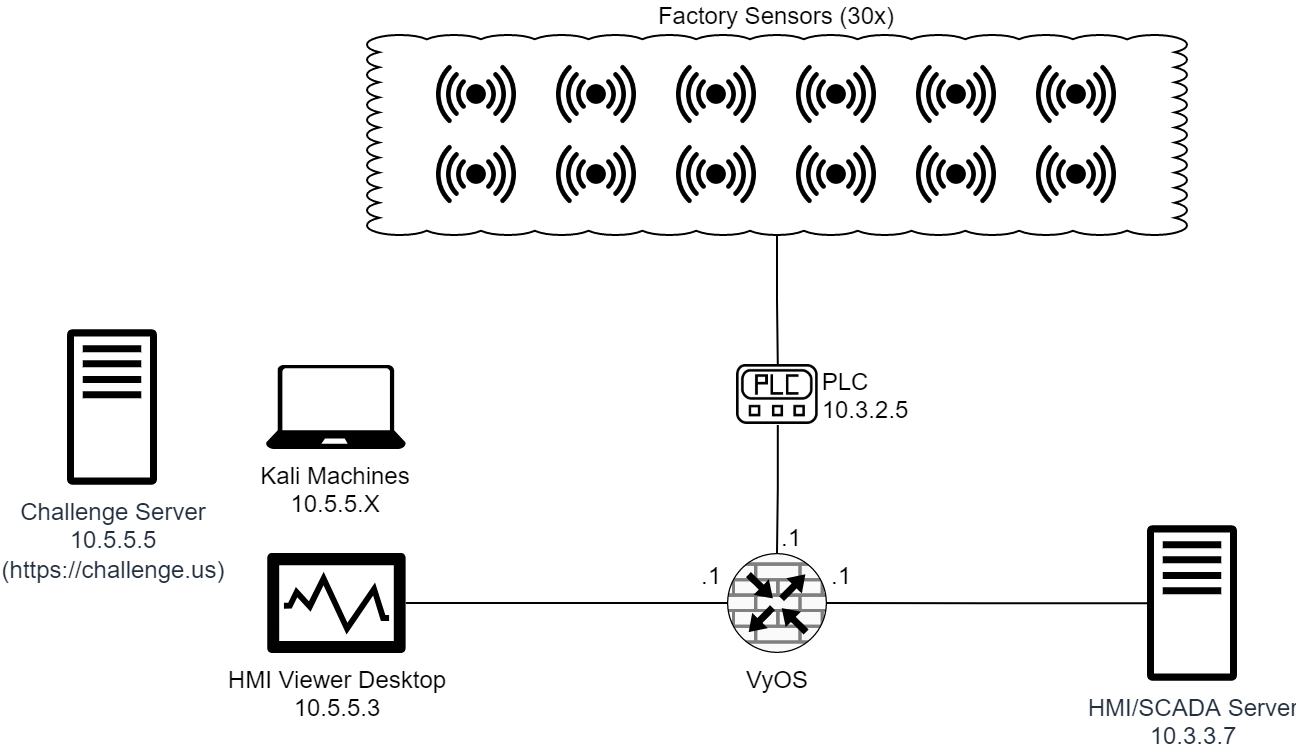 Factory Sensors (30x)
PLC
PLC
10.3.2.5
Kali Machines
10.5.5.X
Challenge Server
10.5.5.5
(https://challenge.us)
.1
.1
.1
VyOS
HMI Viewer Desktop
10.5.5.3
HMI/SCADA Server
10.3.3.7